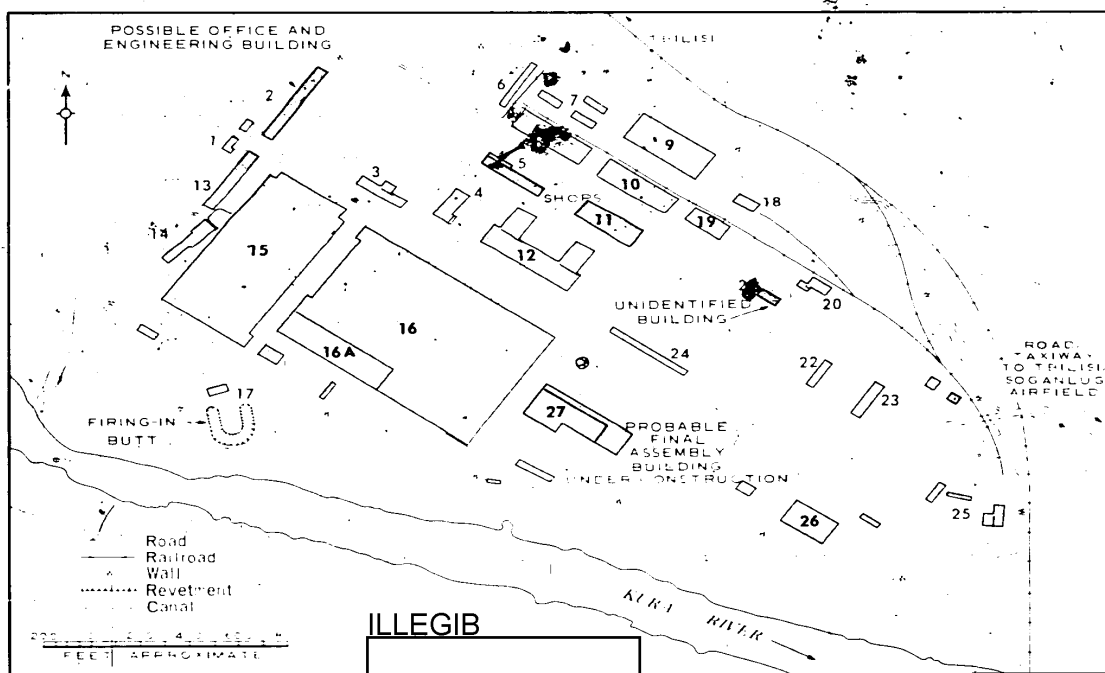 POSSIBLE OFFICE AND
ENGINEERING BUILDING
TBILISI
N
2
6
7
1
9
3
5
13
10
4
18
SHOPS
11
19
14
12
15
20
UNIDENTIFIED
BUILDING
16
24
16A
22
ROAD
TAXIWAY
TO TBILISI
SOGANLUG
AIRFIELD
23
17
27
FIRING-IN
BUTT
PROBABLE
FINAL
ASSEMBLY
BUILDING
UNDER CONSTRUCTION
25
26
Road
Railroad
Wall
Revetment
Canal
KURA RIVER
FEET APPROXIMATE
ILLEGIB